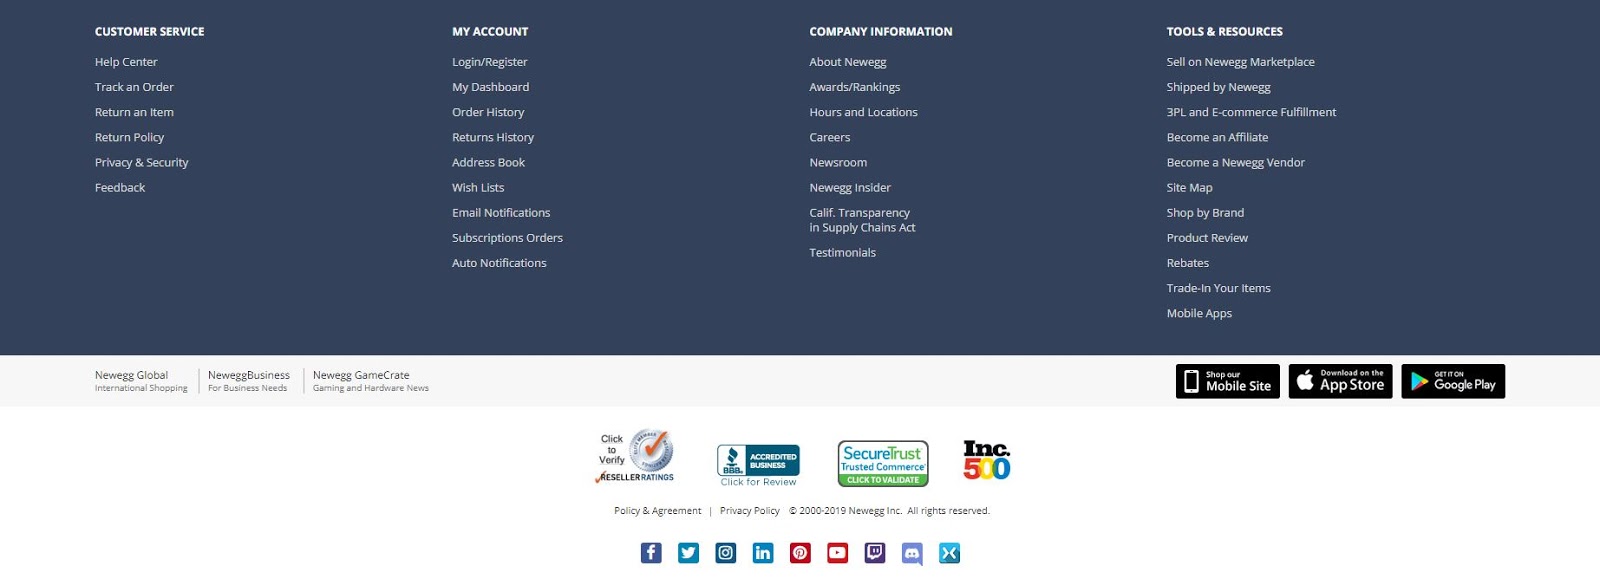 CUSTOMER SERVICE
Help Center
Track an Order
Return an Item
Return Policy
Privacy & Security
Feedback
MY ACCOUNT
Login/Register
My Dashboard
Order History
Returns History
Address Book
Wish Lists
Email Notifications
Subscriptions Orders
Auto Notifications
COMPANY INFORMATION
About Newegg
Awards/Rankings
Hours and Locations
Careers
Newsroom
Newegg Insider
Calif. Transparency
in Supply Chains Act
Testimonials
TOOLS & RESOURCES
Sell on Newegg Marketplace
Shipped by Newegg
3PL and E-commerce Fulfillment
Become an Affiliate
Become a Newegg Vendor
Site Map
Shop by Brand
Product Review
Rebates
Trade-In Your Items
Mobile Apps
Newegg Global
International Shopping
NeweggBusiness
For Business Needs
Newegg GameCrate
Gaming and Hardware News
Shop our
Mobile Site
Download on the
App Store
GET IT ON
Google Play
Click
to
Verify
RESELLERRATINGS
BBB.
ACCREDITED
BUSINESS
Click for Review
SecureTrust
Trusted Commerce
CLICK TO VALIDATE
Inc.
500
Policy & Agreement | Privacy Policy © 2000-2019 Newegg Inc. All rights reserved.